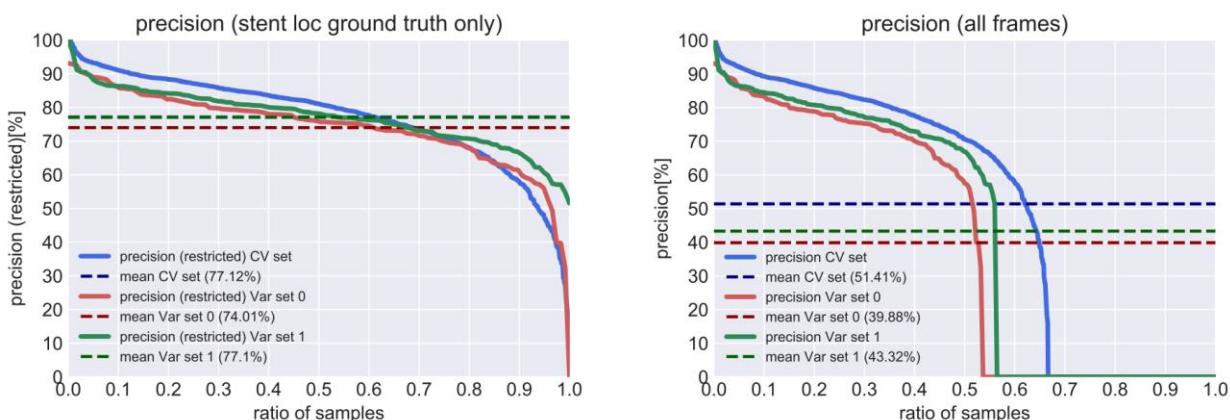 precision (stent loc ground truth only)
precision (restricted)[%]
100
90
80
70
60
50
40
30
20
10
0
precision (restricted) CV set
mean CV set (77.12%)
precision (restricted) Var set 0
mean Var set 0 (74.01%)
precision (restricted) Var set 1
mean Var set 1 (77.1%)
0.0 0.1 0.2 0.3 0.4 0.5 0.6 0.7 0.8 0.9 1.0
ratio of samples
precision (all frames)
precision[%]
100
90
80
70
60
50
40
30
20
10
0
precision CV set
mean CV set (51.41%)
precision Var set 0
mean Var set 0 (39.88%)
precision Var set 1
mean Var set 1 (43.32%)
0.0 0.1 0.2 0.3 0.4 0.5 0.6 0.7 0.8 0.9 1.0
ratio of samples